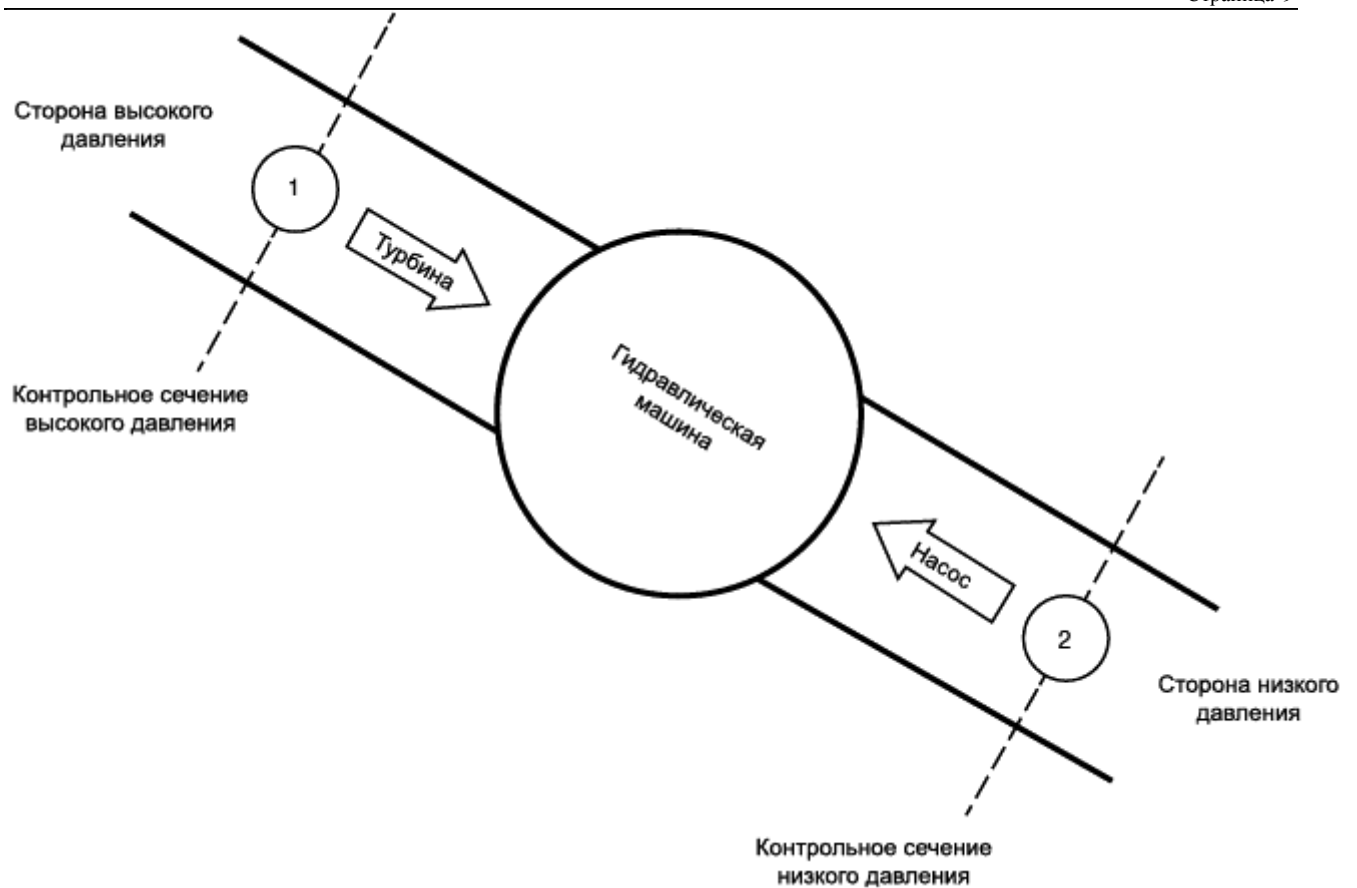 Сторона высокого
давления
1
Турбина
Контрольное сечение
высокого давления
Гидравлическая
машина
Насос
2
Сторона низкого
давления
Контрольное сечение
низкого давления